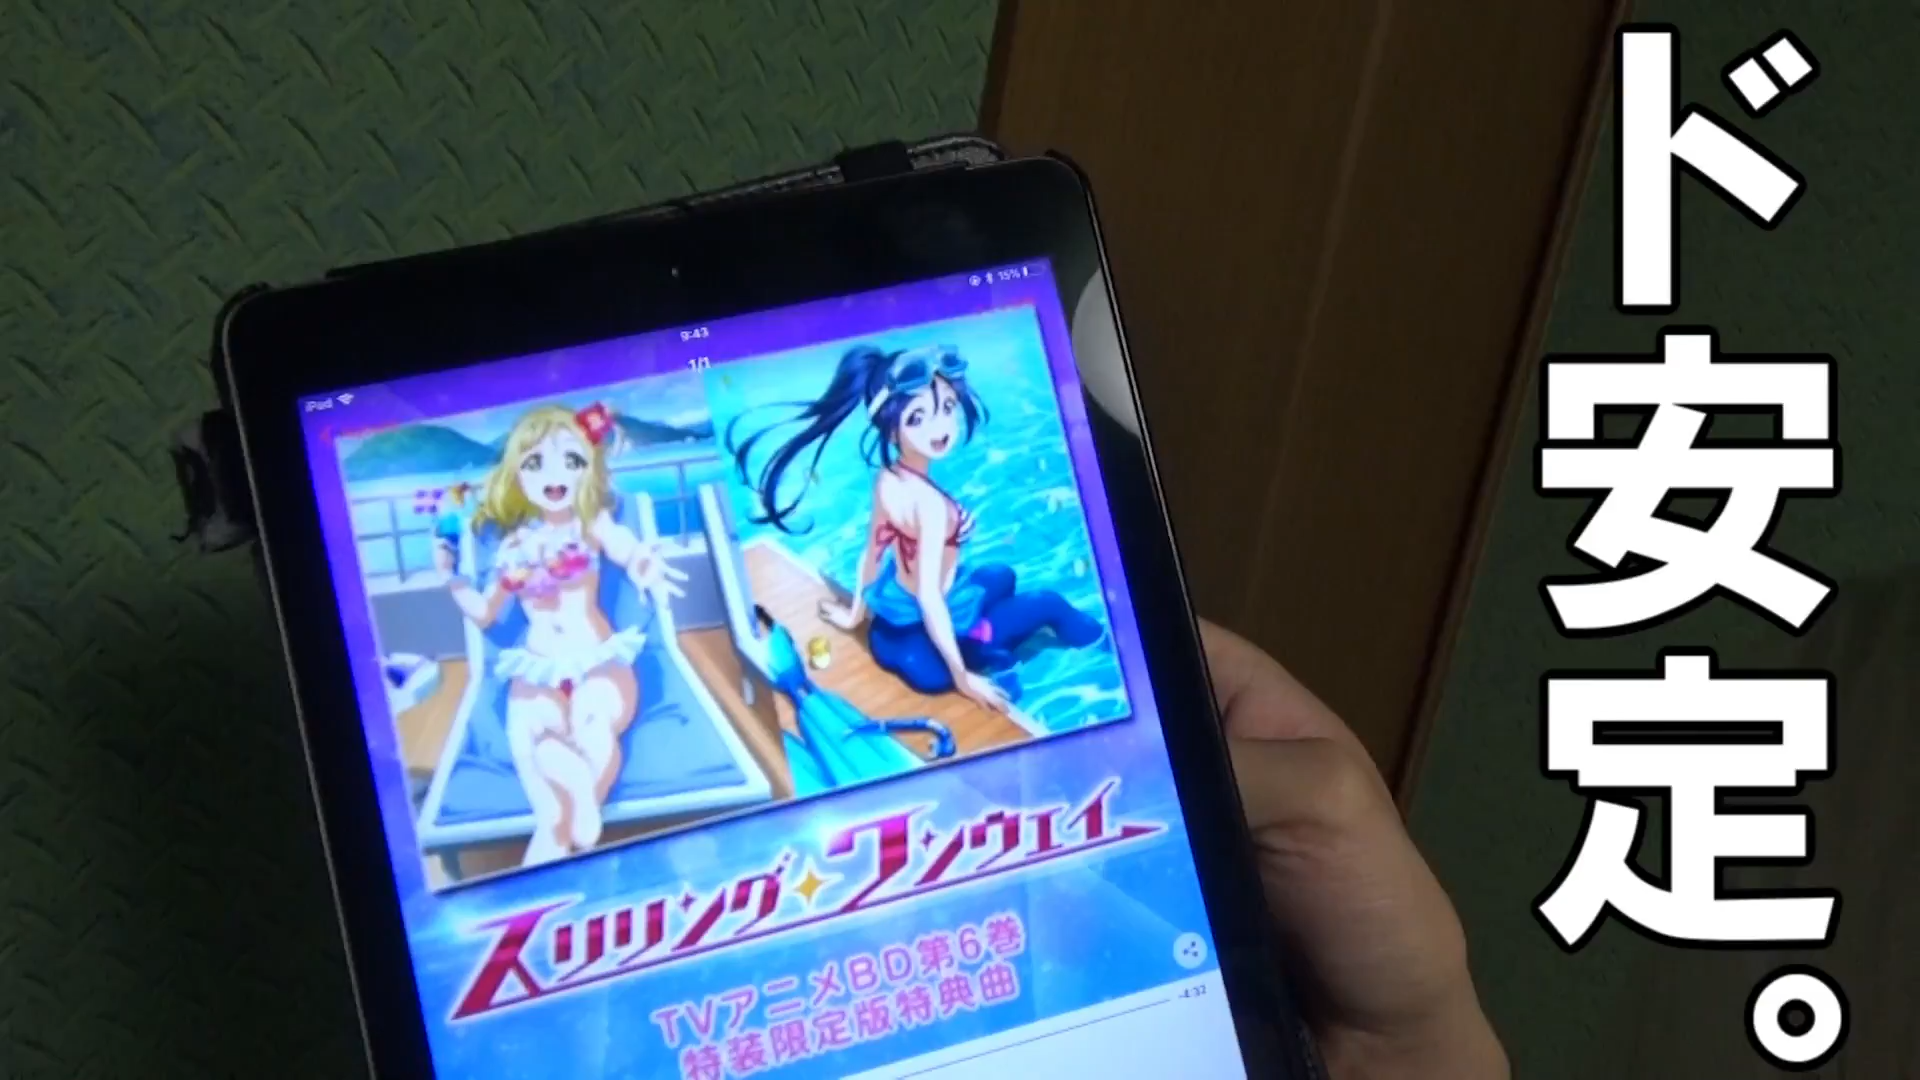 9:43
15%
1/1
iPad
スリリング・ワンウェイ
TVアニメBD第6巻
特装限定版特典曲
-4:32
ド安定。